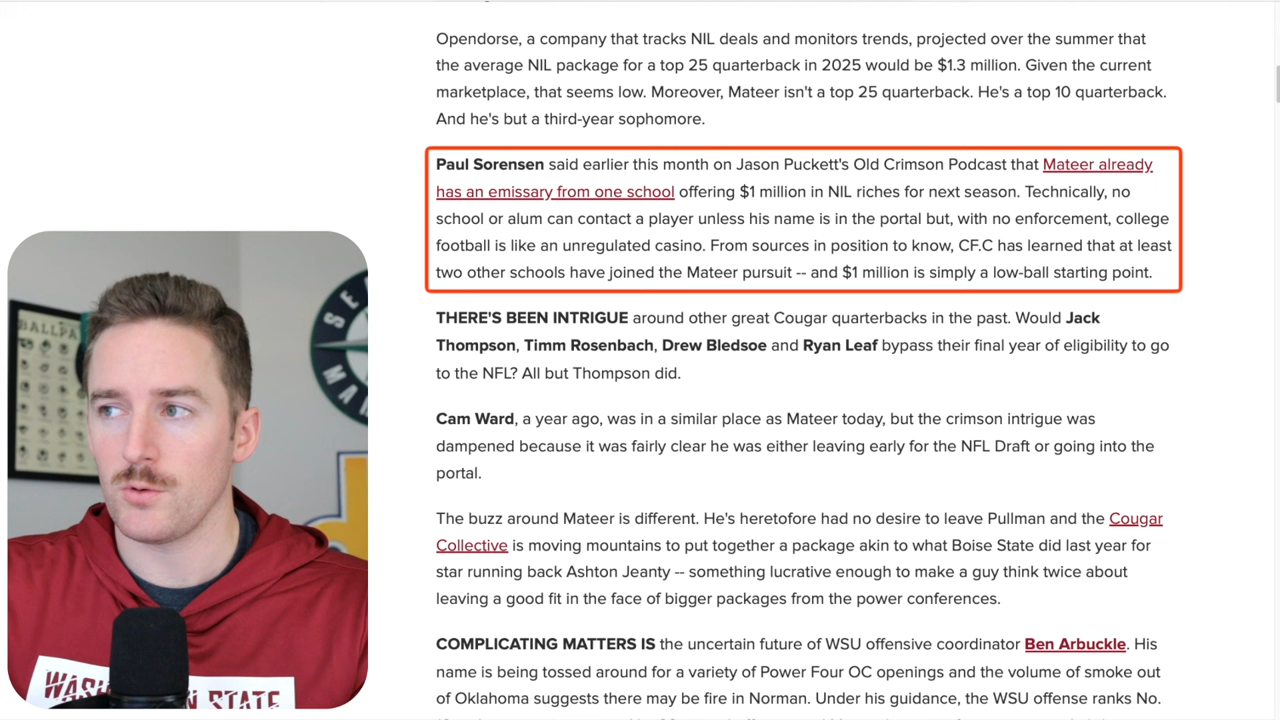 Opendorse, a company that tracks NIL deals and monitors trends, projected over the summer that
the average NIL package for a top 25 quarterback in 2025 would be $1.3 million. Given the current
marketplace, that seems low. Moreover, Mateer isn't a top 25 quarterback. He's a top 10 quarterback.
And he's but a third-year sophomore.
Paul Sorensen said earlier this month on Jason Puckett's Old Crimson Podcast that Mateer already
has an emissary from one school offering $1 million in NIL riches for next season. Technically, no
school or alum can contact a player unless his name is in the portal but, with no enforcement, college
football is like an unregulated casino. From sources in position to know, CF.C has learned that at least
two other schools have joined the Mateer pursuit -- and $1 million is simply a low-ball starting point.
THERE'S BEEN INTRIGUE around other great Cougar quarterbacks in the past. Would Jack
Thompson, Timm Rosenbach, Drew Bledsoe and Ryan Leaf bypass their final year of eligibility to go
to the NFL? All but Thompson did.
Cam Ward, a year ago, was in a similar place as Mateer today, but the crimson intrigue was
dampened because it was fairly clear he was either leaving early for the NFL Draft or going into the
portal.
The buzz around Mateer is different. He's heretofore had no desire to leave Pullman and the Cougar
Collective is moving mountains to put together a package akin to what Boise State did last year for
star running back Ashton Jeanty -- something lucrative enough to make a guy think twice about
leaving a good fit in the face of bigger packages from the power conferences.
COMPLICATING MATTERS IS the uncertain future of WSU offensive coordinator Ben Arbuckle. His
name is being tossed around for a variety of Power Four OC openings and the volume of smoke out
of Oklahoma suggests there may be fire in Norman. Under his guidance, the WSU offense ranks No.
BALLPA
SE
MA
WASH N STATE